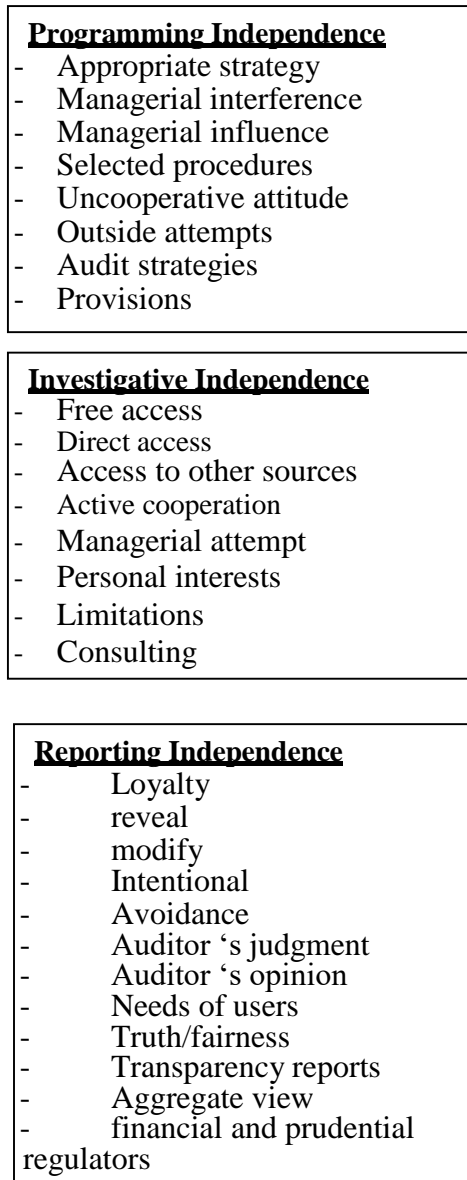 Programming Independence
- Appropriate strategy
- Managerial interference
- Managerial influence
- Selected procedures
- Uncooperative attitude
- Outside attempts
- Audit strategies
- Provisions
Investigative Independence
- Free access
- Direct access
- Access to other sources
- Active cooperation
- Managerial attempt
- Personal interests
- Limitations
- Consulting
Reporting Independence
- Loyalty
- reveal
- modify
- Intentional
- Avoidance
- Auditor ‘s judgment
- Auditor ‘s opinion
- Needs of users
- Truth/fairness
- Transparency reports
- Aggregate view
- financial and prudential
regulators